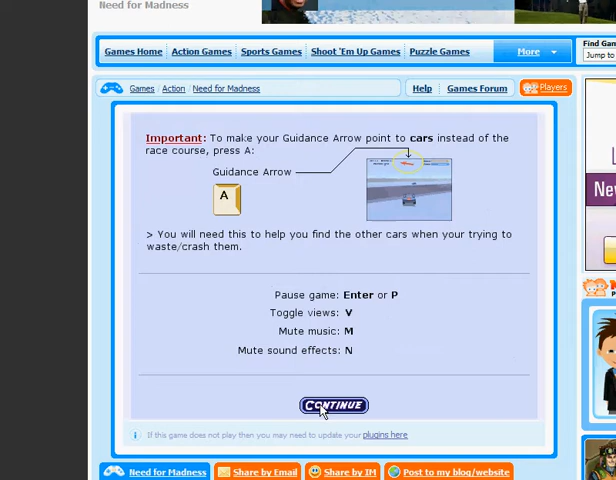 Need for Madness
Games Home Action Games Sports Games Shoot 'Em Up Games Puzzle Games More
Find Gam
Jump to
Games Action Need for Madness Help Games Forum Players
Important: To make your Guidance Arrow point to cars instead of the
race course, press A:
Guidance Arrow
A
> You will need this to help you find the other cars when your trying to
waste/crash them.
Pause game: Enter or P
Toggle views: V
Mute music: M
Mute sound effects: N
CONTINUE
If this game does not play then you may need to update your plugins here
Need for Madness Share by Email Share by IM Post to my blog/website